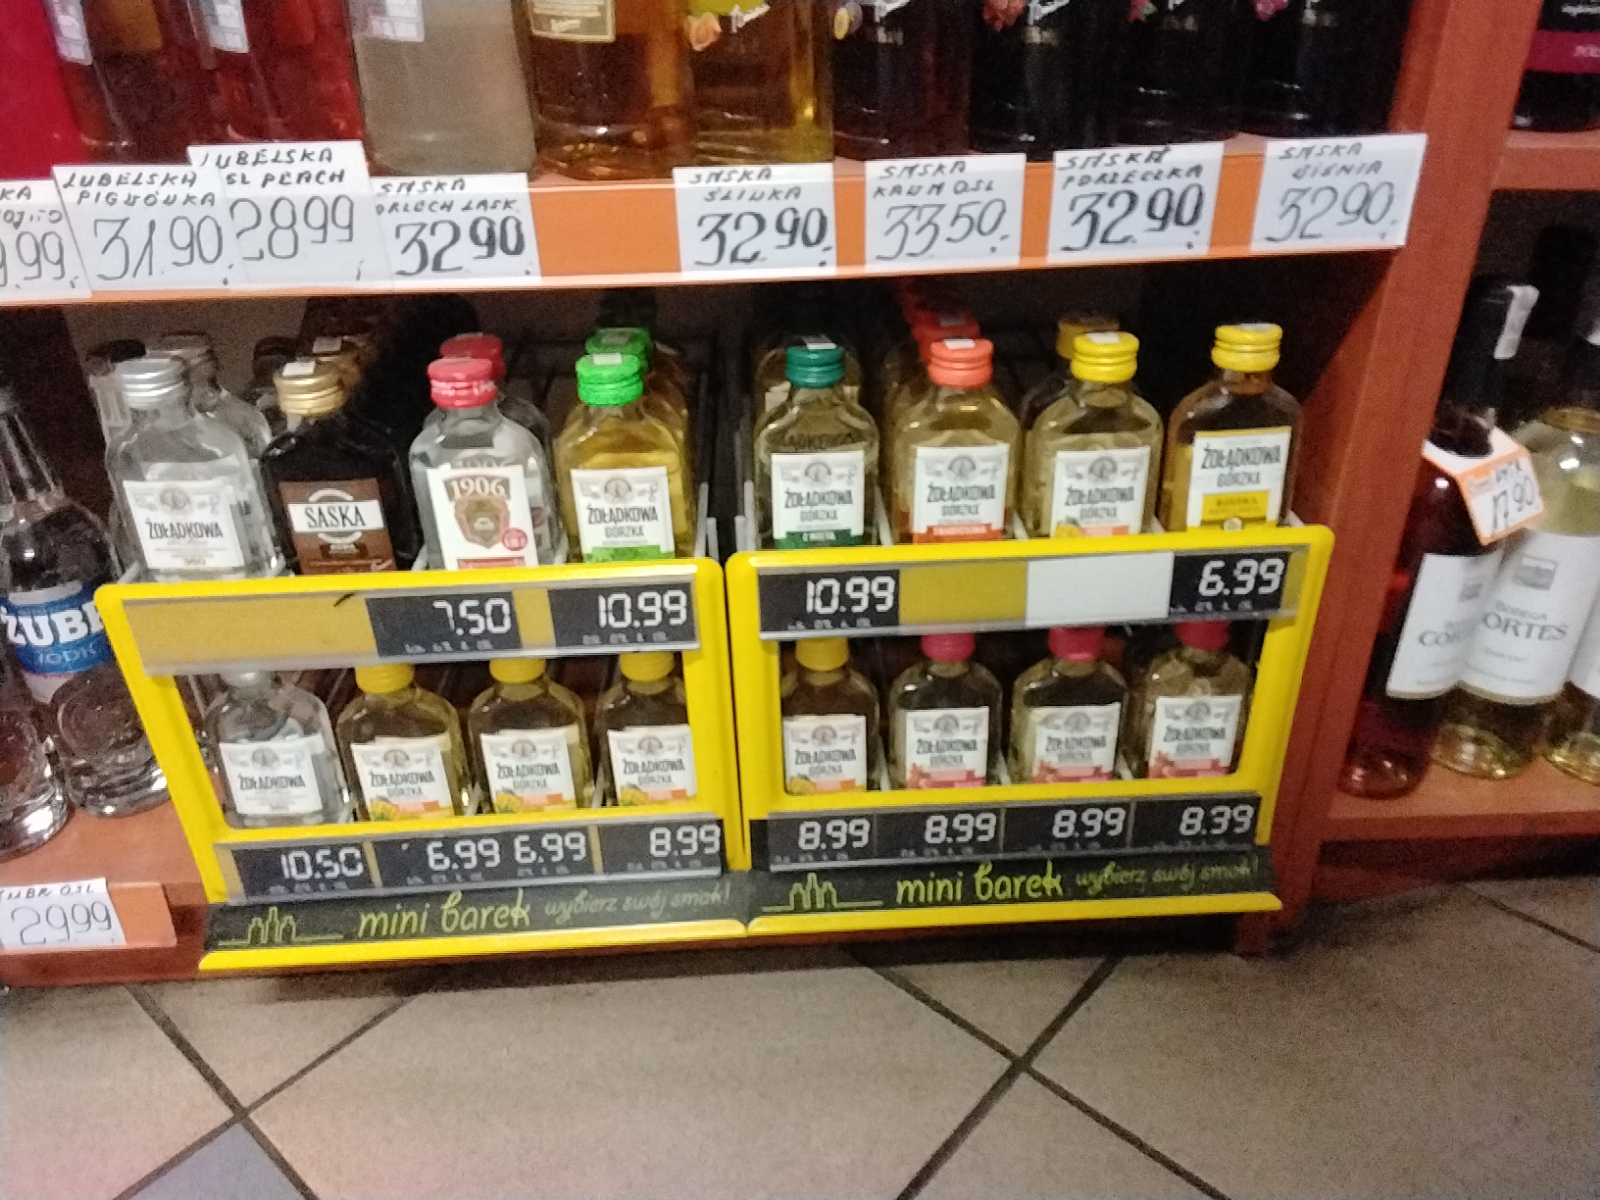 LUBELSKA
LUBELSKA
SL PEACH
PIGWÓWKA
SASKA
ORZECH LASK.
SASKA
ŚLIWKA
SASKA
SASKA
PORZECZKA
SASKA
WIŚNIA
9.99.
31.90.
28.99
32.90
32.90.
33.50.
32.90
32.90.
ŻOŁĄDKOWA
SASKA
1906
ŻOŁĄDKOWA
GORZKA
ŻOŁĄDKOWA
GORZKA
Z MIĘTĄ
ŻOŁĄDKOWA
GORZKA
ŻOŁĄDKOWA
GORZKA
ŻOŁĄDKOWA
GORZKA
17.90
7.50
10.99
10.99
6.99
ŻUBR
ŻOŁĄDKOWA
ŻOŁĄDKOWA
GORZKA
ŻOŁĄDKOWA
GORZKA
ŻOŁĄDKOWA
GORZKA
ŻOŁĄDKOWA
GORZKA
ŻOŁĄDKOWA
GORZKA
ŻOŁĄDKOWA
GORZKA
ŻOŁĄDKOWA
GORZKA
BODEGA
CORTES
10.50
6.99 6.99
8.99
8.99
8.99
8.99
8.39
mini barek wybierz swój smak!
mini barek wybierz swój smak!
ŻUBR 0,5L
29.99